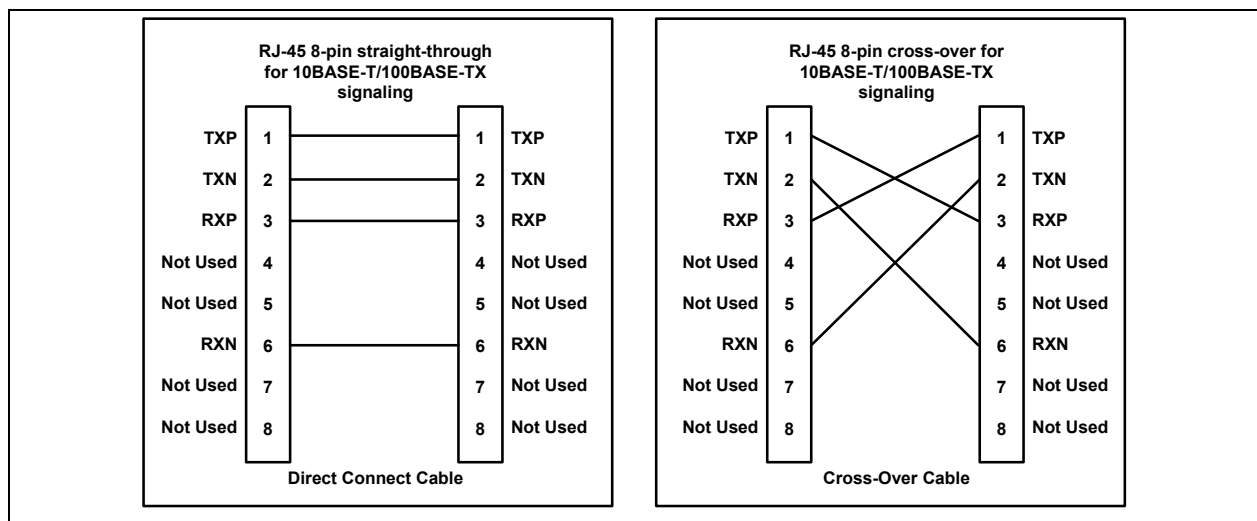 RJ-45 8-pin straight-through
for 10BASE-T/100BASE-TX
signaling
TXP 1 1 TXP
TXN 2 2 TXN
RXP 3 3 RXP
Not Used 4 4 Not Used
Not Used 5 5 Not Used
RXN 6 6 RXN
Not Used 7 7 Not Used
Not Used 8 8 Not Used
Direct Connect Cable
RJ-45 8-pin cross-over for
10BASE-T/100BASE-TX
signaling
TXP 1 1 TXP
TXN 2 2 TXN
RXP 3 3 RXP
Not Used 4 4 Not Used
Not Used 5 5 Not Used
RXN 6 6 RXN
Not Used 7 7 Not Used
Not Used 8 8 Not Used
Cross-Over Cable